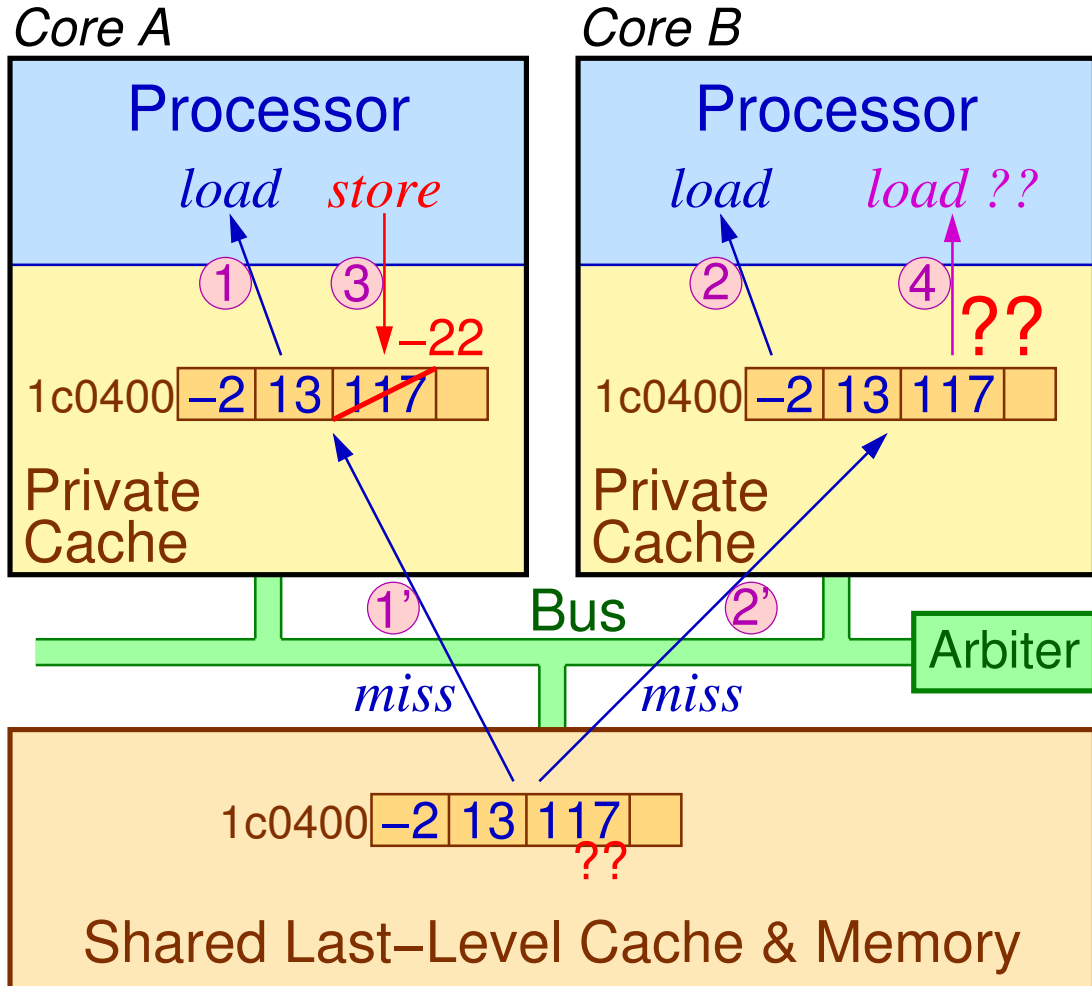 Core A Core B
Processor Processor
load store load load ??
1 3 2 4
−22 ??
1c0400 −2 13 117 1c0400 −2 13 117
Private Private
Cache Cache
1' Bus 2'
Arbiter
miss miss
1c0400 −2 13 117
??
Shared Last−Level Cache & Memory